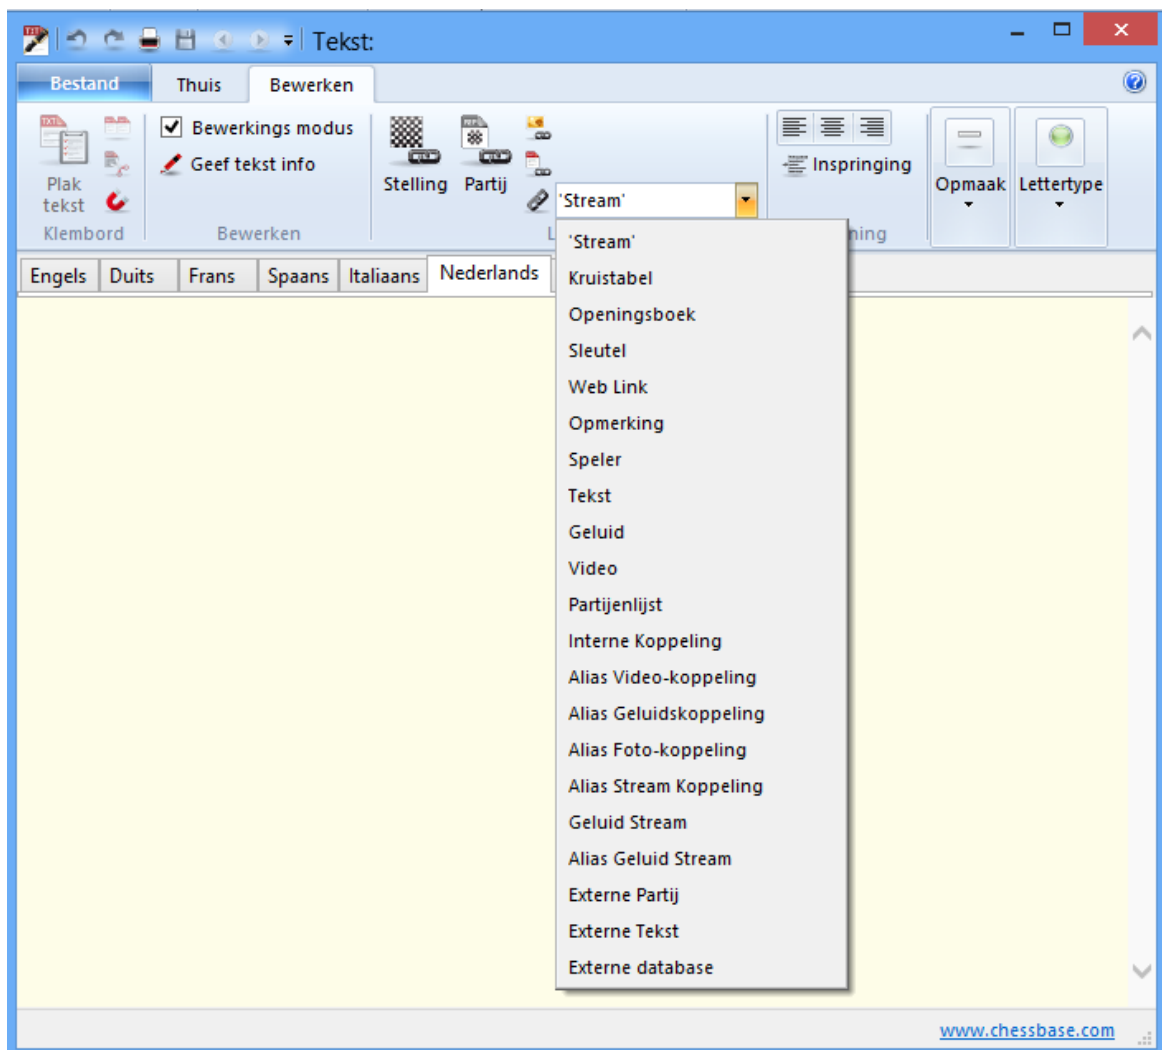 Tekst:
Bestand Thuis Bewerken
Bewerkings modus
Geef tekst info
Plak
tekst
Klembord
Bewerken
Stelling Partij
'Stream'
L
Inspringing
ning
Opmaak Lettertype
Engels Duits Frans Spaans Italiaans Nederlands
'Stream'
Kruistabel
Openingsboek
Sleutel
Web Link
Opmerking
Speler
Tekst
Geluid
Video
Partijenlijst
Interne Koppeling
Alias Video-koppeling
Alias Geluidskoppeling
Alias Foto-koppeling
Alias Stream Koppeling
Geluid Stream
Alias Geluid Stream
Externe Partij
Externe Tekst
Externe database
www.chessbase.com